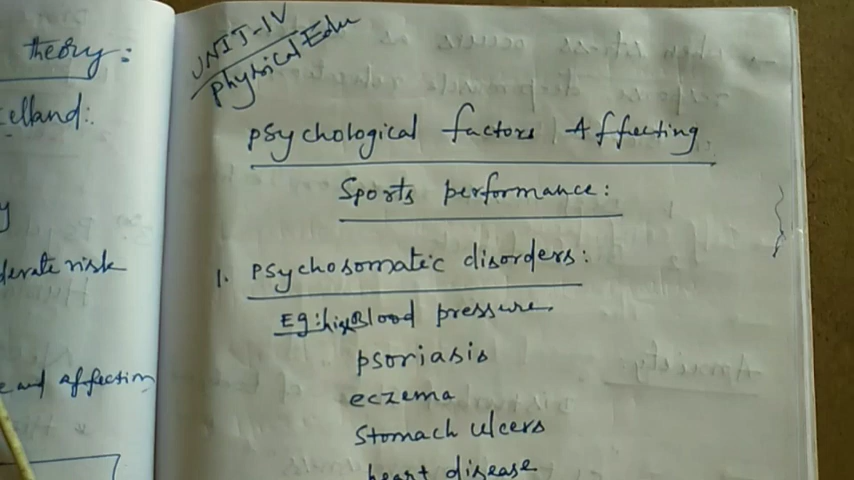 theory:
elland:
y
derate risk
and affection
UNIT-IV
Physical Edu
psychological factors Affecting
Sports performance:
1. psychosomatic disorders:
Eg: high Blood pressure
psoriasis
eczema
Stomach ulcers
heart disease